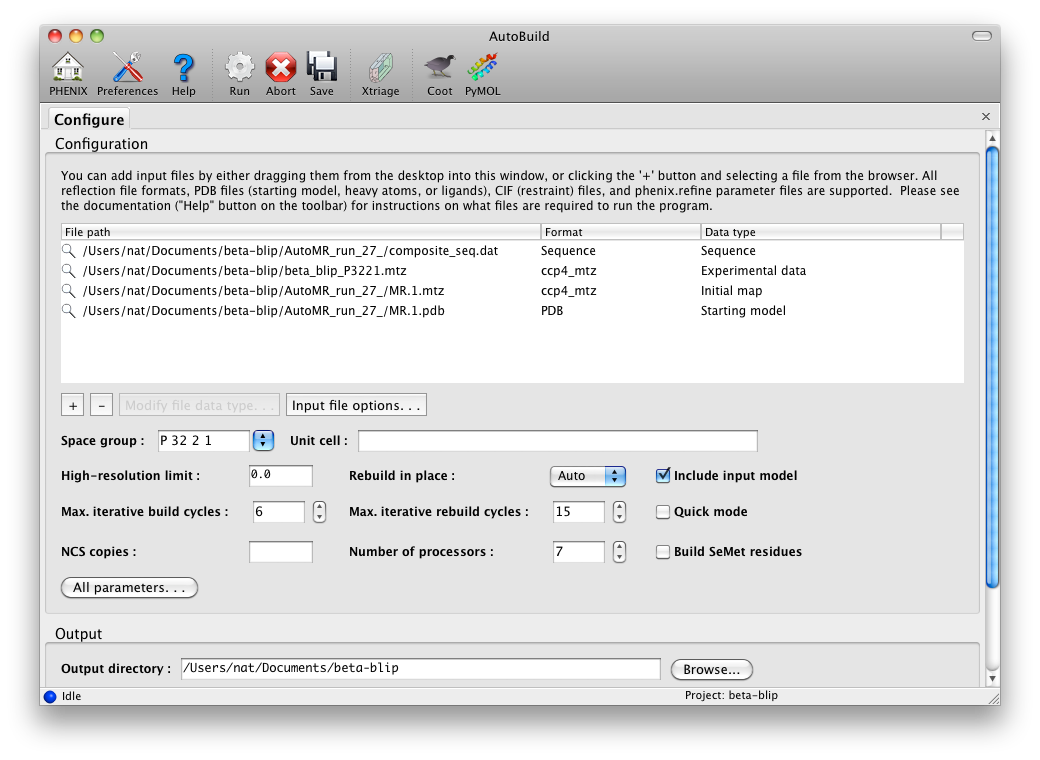 AutoBuild
PHENIX Preferences Help Run Abort Save Xtriage Coot PyMOL
Configure
Configuration
You can add input files by either dragging them from the desktop into this window, or clicking the '+' button and selecting a file from the browser. All
reflection file formats, PDB files (starting model, heavy atoms, or ligands), CIF (restraint) files, and phenix.refine parameter files are supported. Please see
the documentation ("Help" button on the toolbar) for instructions on what files are required to run the program.
File path Format Data type
/Users/nat/Documents/beta-blip/AutoMR_run_27_/composite_seq.dat Sequence Sequence
/Users/nat/Documents/beta-blip/beta_blip_P3221.mtz ccp4_mtz Experimental data
/Users/nat/Documents/beta-blip/AutoMR_run_27_/MR.1.mtz ccp4_mtz Initial map
/Users/nat/Documents/beta-blip/AutoMR_run_27_/MR.1.pdb PDB Starting model
+ - Modify file data type. . . Input file options. . .
Space group : P 32 2 1 Unit cell :
High-resolution limit : 0.0 Rebuild in place : Auto Include input model
Max. iterative build cycles : 6 Max. iterative rebuild cycles : 15 Quick mode
NCS copies : Number of processors : 7 Build SeMet residues
All parameters. . .
Output
Output directory : /Users/nat/Documents/beta-blip Browse...
Idle Project: beta-blip